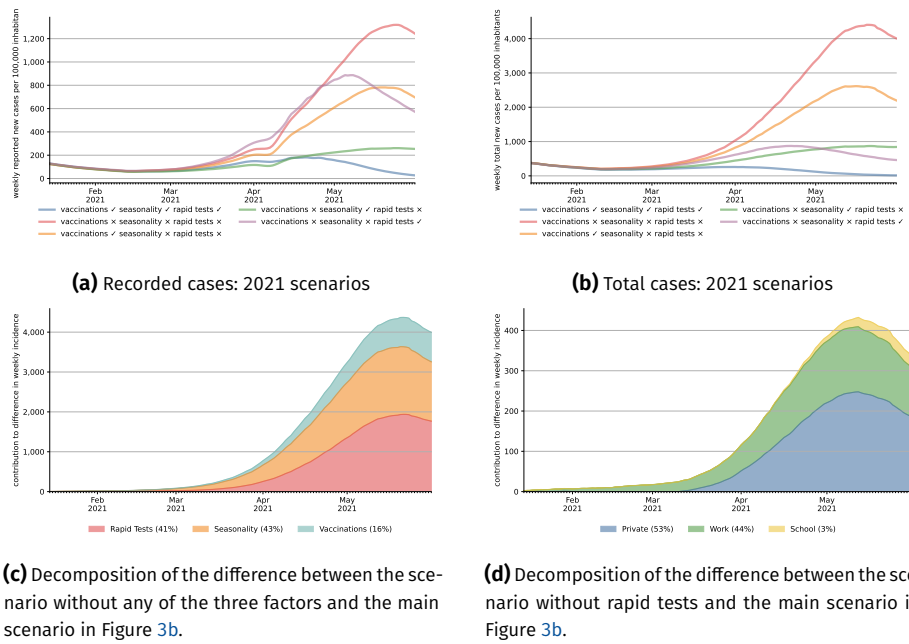 weekly reported new cases per 100,000 inhabitan
1,200
1,000
800
600
400
200
0
Feb
2021
Mar
2021
Apr
2021
May
2021
vaccinations ✓ seasonality ✓ rapid tests ✓
vaccinations × seasonality × rapid tests ×
vaccinations ✓ seasonality × rapid tests ×
vaccinations × seasonality ✓ rapid tests ×
vaccinations × seasonality × rapid tests ✓
(a) Recorded cases: 2021 scenarios
weekly total new cases per 100,000 inhabitants
4,000
3,000
2,000
1,000
0
Feb
2021
Mar
2021
Apr
2021
May
2021
vaccinations ✓ seasonality ✓ rapid tests ✓
vaccinations × seasonality × rapid tests ×
vaccinations ✓ seasonality × rapid tests ×
vaccinations × seasonality ✓ rapid tests ×
vaccinations × seasonality × rapid tests ✓
(b) Total cases: 2021 scenarios
contribution to difference in weekly incidence
4,000
3,000
2,000
1,000
0
Feb
2021
Mar
2021
Apr
2021
May
2021
Rapid Tests (41%)
Seasonality (43%)
Vaccinations (16%)
(c) Decomposition of the difference between the sce-
nario without any of the three factors and the main
scenario in Figure 3b.
contribution to difference in weekly incidence
400
300
200
100
0
Feb
2021
Mar
2021
Apr
2021
May
2021
Private (53%)
Work (44%)
School (3%)
(d) Decomposition of the difference between the sc
nario without rapid tests and the main scenario i
Figure 3b.